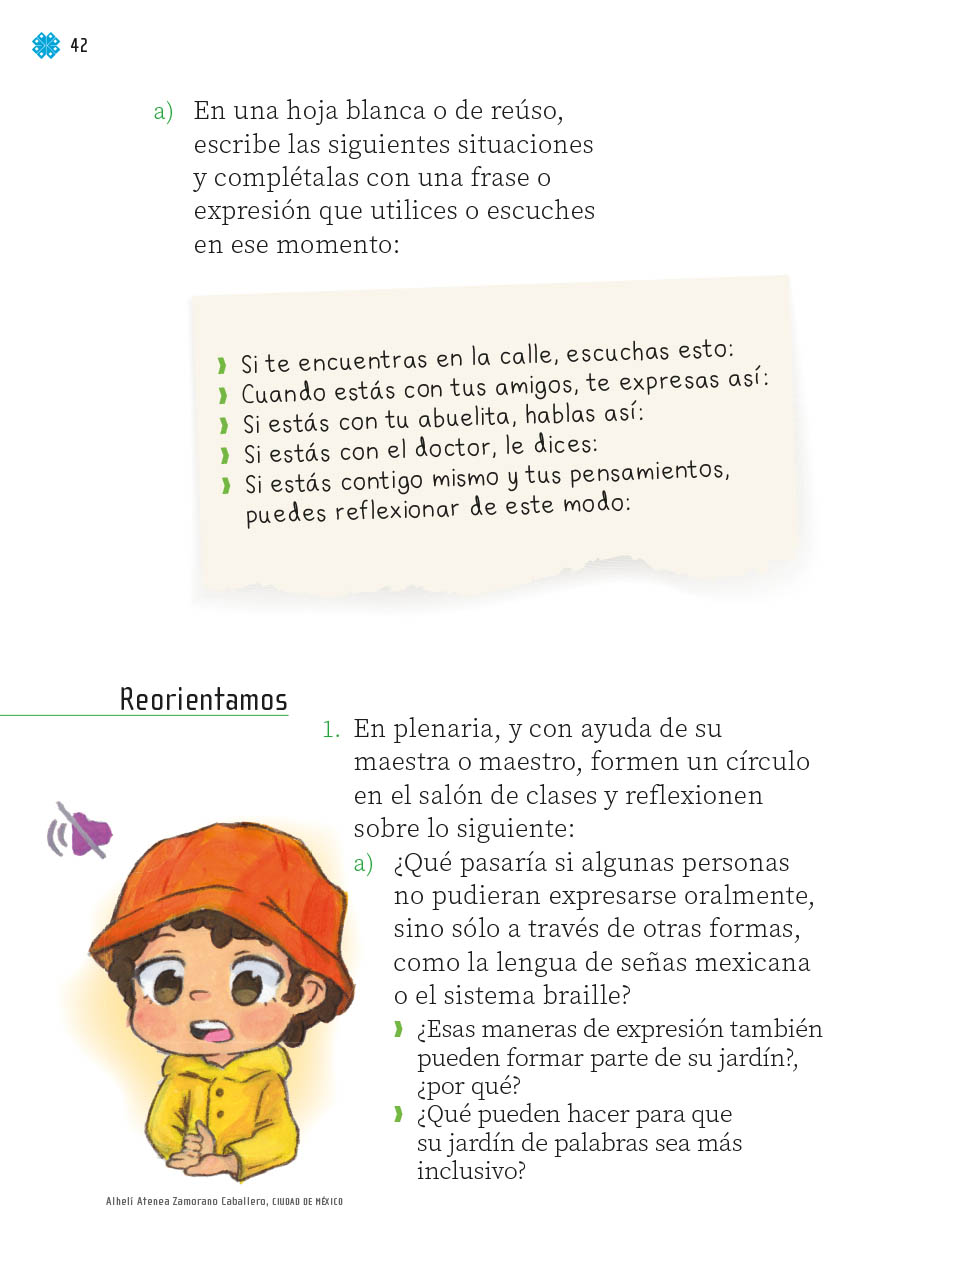 42
a) En una hoja blanca o de reúso,
escribe las siguientes situaciones
y complétalas con una frase o
expresión que utilices o escuches
en ese momento:
Si te encuentras en la calle, escuchas esto:
Cuando estás con tus amigos, te expresas así:
Si estás con tu abuelita, hablas así:
Si estás con el doctor, le dices:
Si estás contigo mismo y tus pensamientos,
puedes reflexionar de este modo:
Reorientamos
1. En plenaria, y con ayuda de su
maestra o maestro, formen un círculo
en el salón de clases y reflexionen
sobre lo siguiente:
a) ¿Qué pasaría si algunas personas
no pudieran expresarse oralmente,
sino sólo a través de otras formas,
como la lengua de señas mexicana
o el sistema braille?
¿Esas maneras de expresión también
pueden formar parte de su jardín?,
¿por qué?
¿Qué pueden hacer para que
su jardín de palabras sea más
inclusivo?
Alhelí Atenea Zamorano Caballero, CIUDAD DE MÉXICO